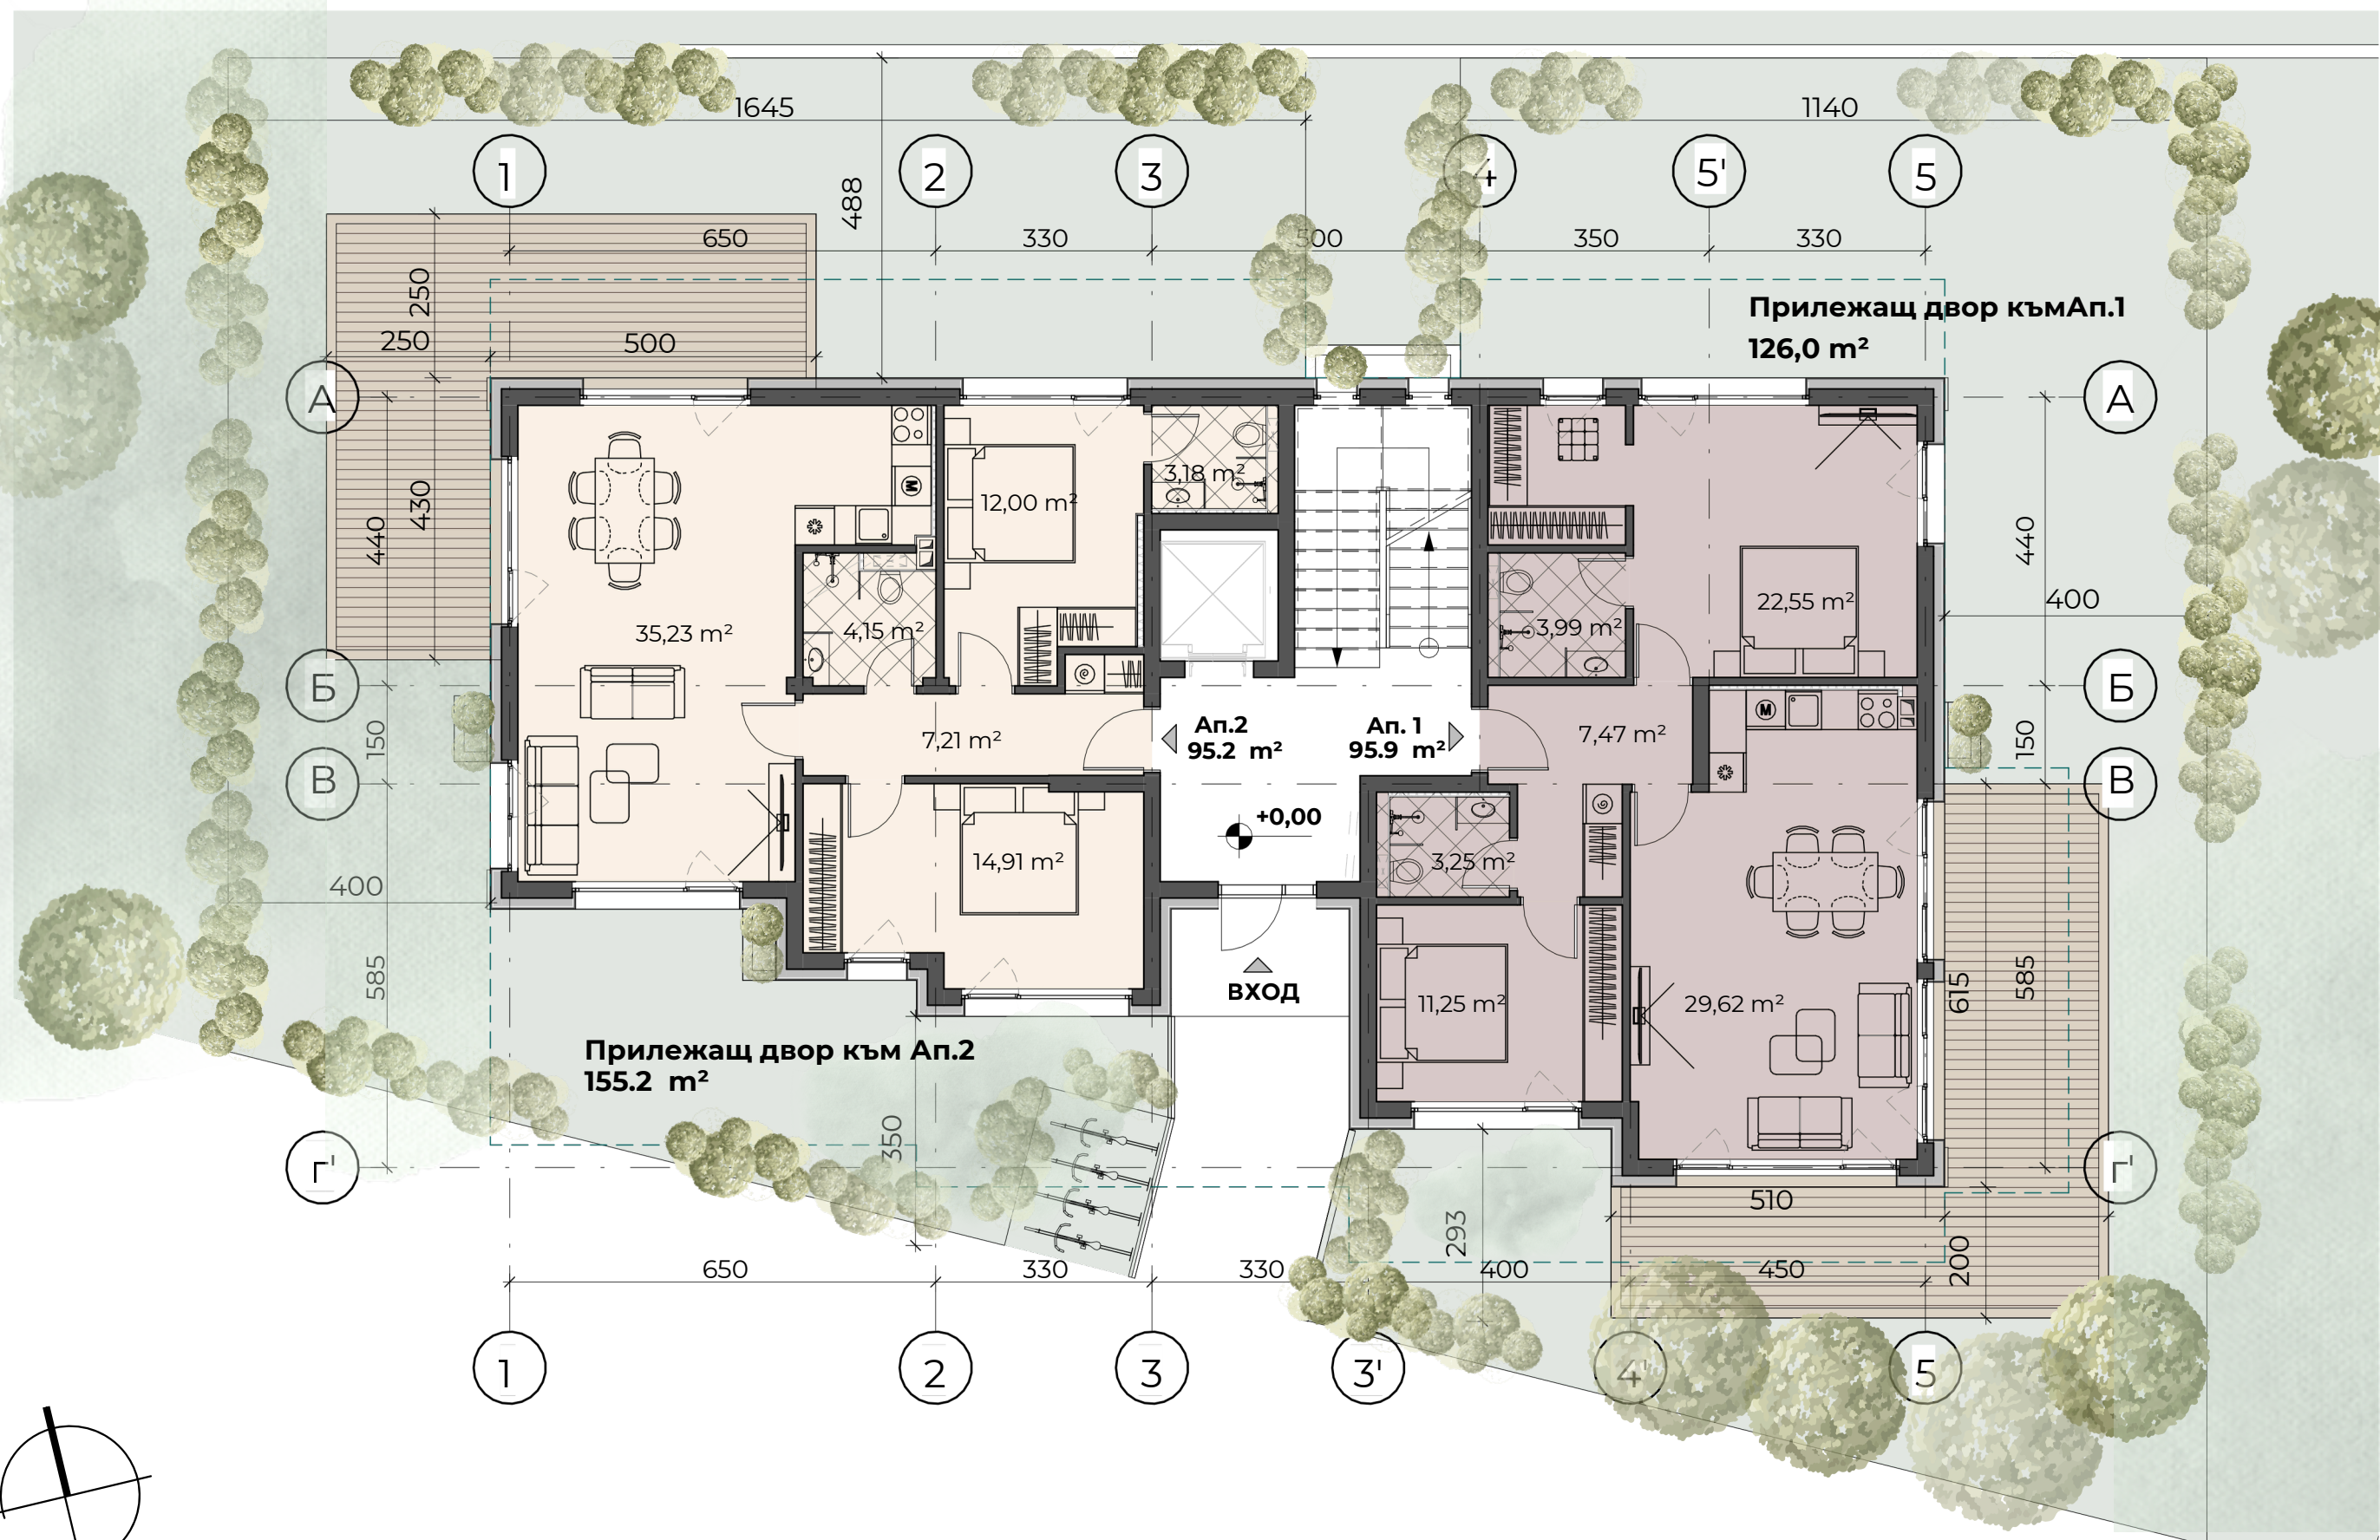 1645
1140
1
2
3
4
5'
5
488
650
330
500
350
330
250
250
500
Прилежащ двор къмАп.1
126,0 m²
А
А
430
440
440
3,18 m²
12,00 m²
M
35,23 m²
4,15 m²
3,99 m²
22,55 m²
400
Б
Б
150
150
7,21 m²
Ап.2
95.2 m²
Ап. 1
95.9 m²
7,47 m²
M
В
В
+0,00
14,91 m²
3,25 m²
400
585
585
615
ВХОД
11,25 m²
29,62 m²
Прилежащ двор към Ап.2
155.2 m²
350
Г'
Г'
510
293
200
650
330
330
400
450
1
2
3
3'
4'
5